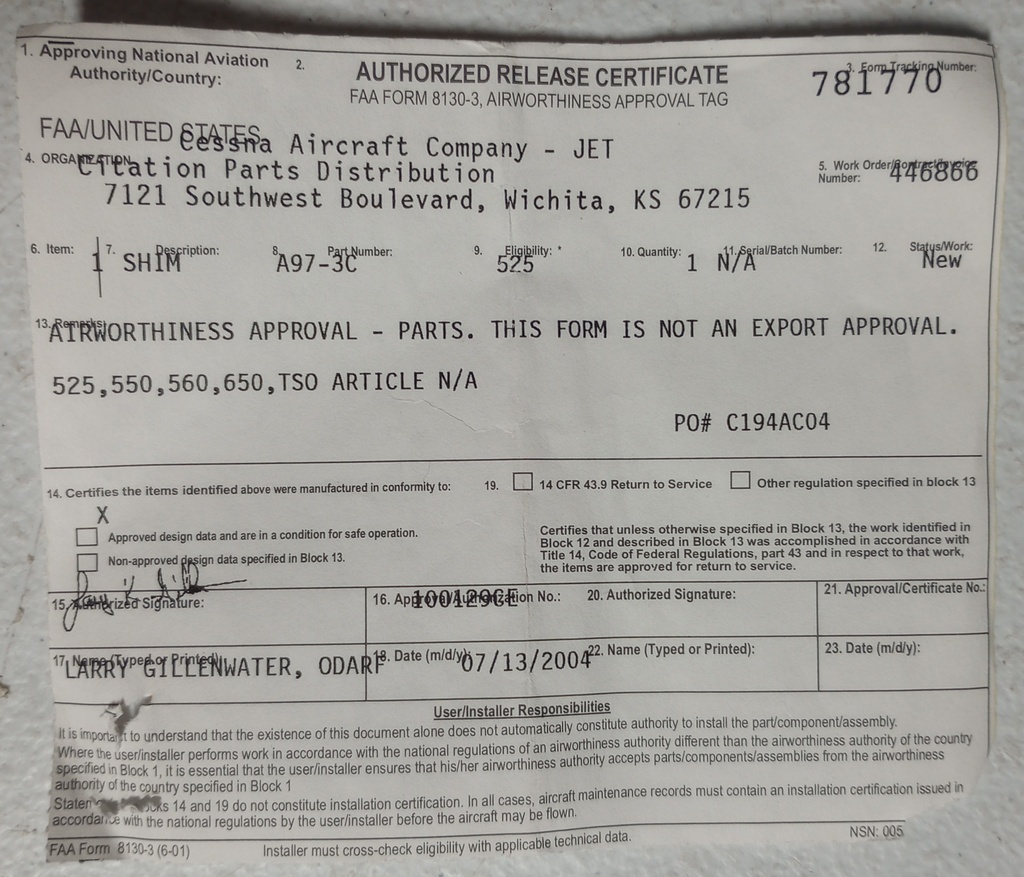 1. Approving National Aviation Authority/Country:
2.
AUTHORIZED RELEASE CERTIFICATE
FAA FORM 8130-3, AIRWORTHINESS APPROVAL TAG
3. Form Tracking Number:
781770
FAA/UNITED STATES
4. ORGANIZATION
Cessna Aircraft Company - JET
Citation Parts Distribution
7121 Southwest Boulevard, Wichita, KS 67215
5. Work Order/Contract/Invoice Number:
446866
6. Item: 7. Description: 8. Part Number: 9. Eligibility: * 10. Quantity: 11. Serial/Batch Number: 12. Status/Work:
1 SHIM A97-3C 525 1 N/A New
13. Remarks:
AIRWORTHINESS APPROVAL - PARTS. THIS FORM IS NOT AN EXPORT APPROVAL.
525,550,560,650,TSO ARTICLE N/A
PO# C194AC04
14. Certifies the items identified above were manufactured in conformity to:
X
Approved design data and are in a condition for safe operation.
Non-approved design data specified in Block 13.
19. 14 CFR 43.9 Return to Service Other regulation specified in block 13
Certifies that unless otherwise specified in Block 13, the work identified in
Block 12 and described in Block 13 was accomplished in accordance with
Title 14, Code of Federal Regulations, part 43 and in respect to that work,
the items are approved for return to service.
15. Authorized Signature:
16. Approval/Authorization No.:
100129CE
20. Authorized Signature:
21. Approval/Certificate No.:
17. Name (Typed or Printed)
LARRY GILLENWATER, ODARF
18. Date (m/d/y):
07/13/2004
22. Name (Typed or Printed):
23. Date (m/d/y):
User/Installer Responsibilities
It is important to understand that the existence of this document alone does not automatically constitute authority to install the part/component/assembly.
Where the user/installer performs work in accordance with the national regulations of an airworthiness authority different than the airworthiness authority of the country
specified in Block 1, it is essential that the user/installer ensures that his/her airworthiness authority accepts parts/components/assemblies from the airworthiness
authority of the country specified in Block 1
Statem cks 14 and 19 do not constitute installation certification. In all cases, aircraft maintenance records must contain an installation certification issued in
accordance with the national regulations by the user/installer before the aircraft may be flown.
FAA Form 8130-3 (6-01)
Installer must cross-check eligibility with applicable technical data.
NSN: 005